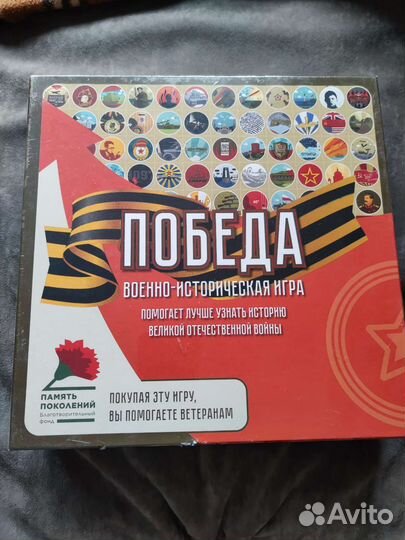 ПОБЕДА
ВОЕННО-ИСТОРИЧЕСКАЯ ИГРА
ПОМОГАЕТ ЛУЧШЕ УЗНАТЬ ИСТОРИЮ
ВЕЛИКОЙ ОТЕЧЕСТВЕННОЙ ВОЙНЫ
ПАМЯТЬ
ПОКОЛЕНИЙ
Благотворительный
фонд
ПОКУПАЯ ЭТУ ИГРУ,
ВЫ ПОМОГАЕТЕ ВЕТЕРАНАМ
Avito